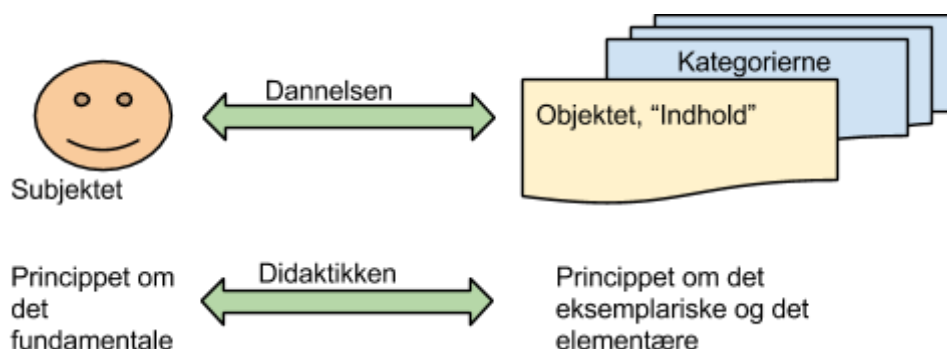 Kategorierne
Dannelsen
Objektet, “Indhold”
Subjektet
Princippet om
det
fundamentale
Didaktikken
Princippet om det
eksemplariske og det
elementære